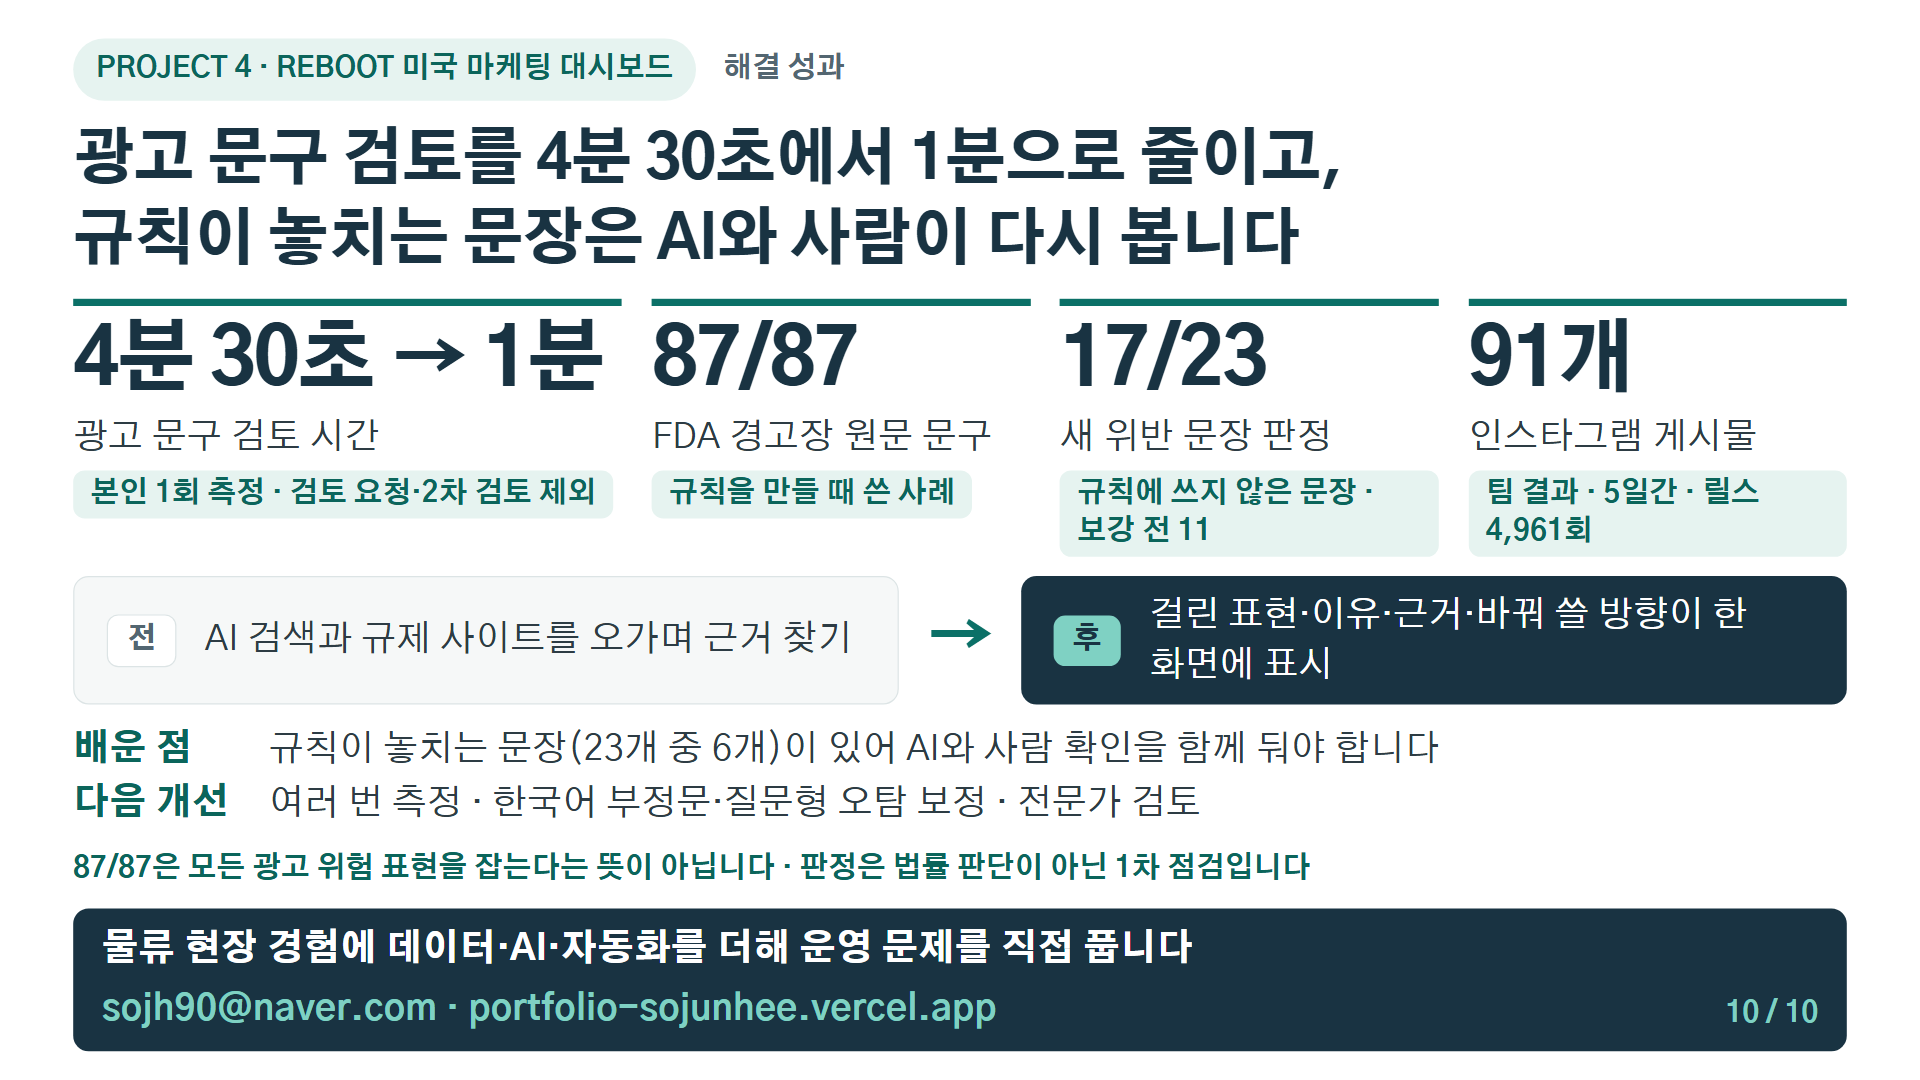 PROJECT 4 · REBOOT 미국 마케팅 대시보드
해결 성과
광고 문구 검토를 4분 30초에서 1분으로 줄이고,
규칙이 놓치는 문장은 AI와 사람이 다시 봅니다
4분 30초 → 1분
광고 문구 검토 시간
본인 1회 측정 · 검토 요청·2차 검토 제외
87/87
FDA 경고장 원문 문구
규칙을 만들 때 쓴 사례
17/23
새 위반 문장 판정
규칙에 쓰지 않은 문장 ·
보강 전 11
91개
인스타그램 게시물
팀 결과 · 5일간 · 릴스
4,961회
전
AI 검색과 규제 사이트를 오가며 근거 찾기
→
후
걸린 표현·이유·근거·바꿔 쓸 방향이 한
화면에 표시
배운 점
규칙이 놓치는 문장(23개 중 6개)이 있어 AI와 사람 확인을 함께 둬야 합니다
다음 개선
여러 번 측정 · 한국어 부정문·질문형 오탐 보정 · 전문가 검토
87/87은 모든 광고 위험 표현을 잡는다는 뜻이 아닙니다 · 판정은 법률 판단이 아닌 1차 점검입니다
물류 현장 경험에 데이터·AI·자동화를 더해 운영 문제를 직접 풉니다
sojh90@naver.com · portfolio-sojunhee.vercel.app
10 / 10